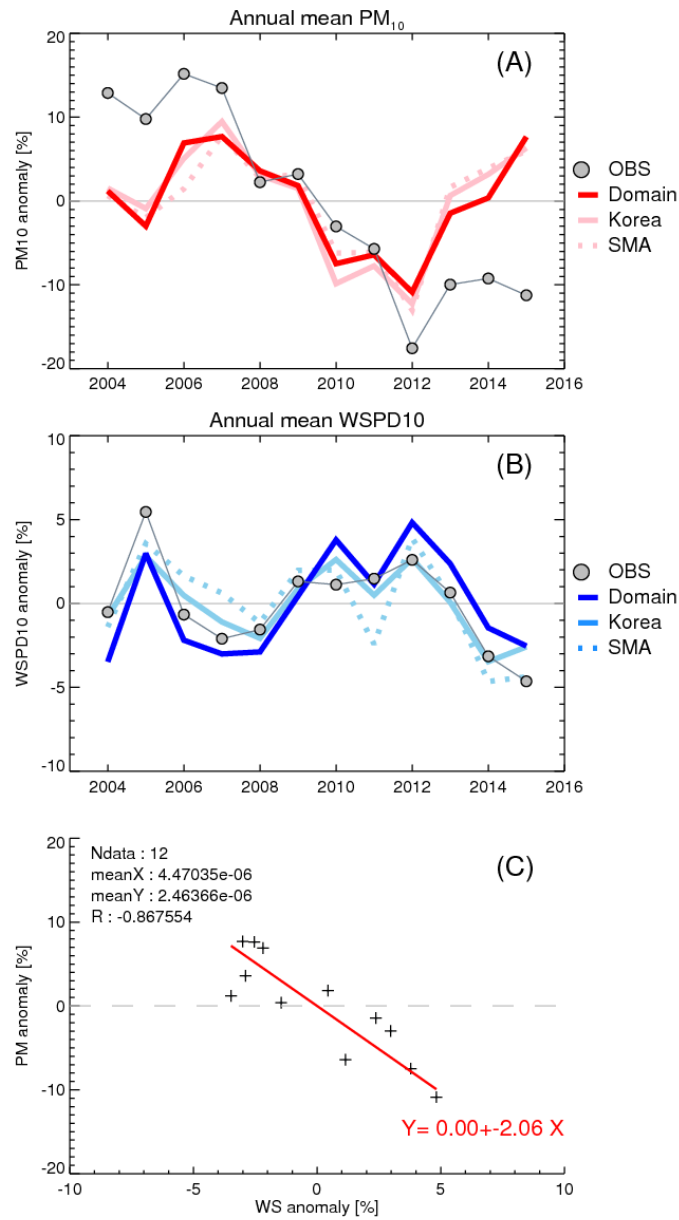 Annual mean PM₁₀
(A)
PM10 anomaly [%]
20
10
0
-10
-20
2004 2006 2008 2010 2012 2014 2016
OBS
Domain
Korea
SMA
Annual mean WSPD10
(B)
WSPD10 anomaly [%]
10
5
0
-5
-10
2004 2006 2008 2010 2012 2014 2016
OBS
Domain
Korea
SMA
(C)
Ndata : 12
meanX : 4.47035e-06
meanY : 2.46366e-06
R : -0.867554
PM anomaly [%]
20
10
0
-10
-20
Y= 0.00+-2.06 X
-10 -5 0 5 10
WS anomaly [%]